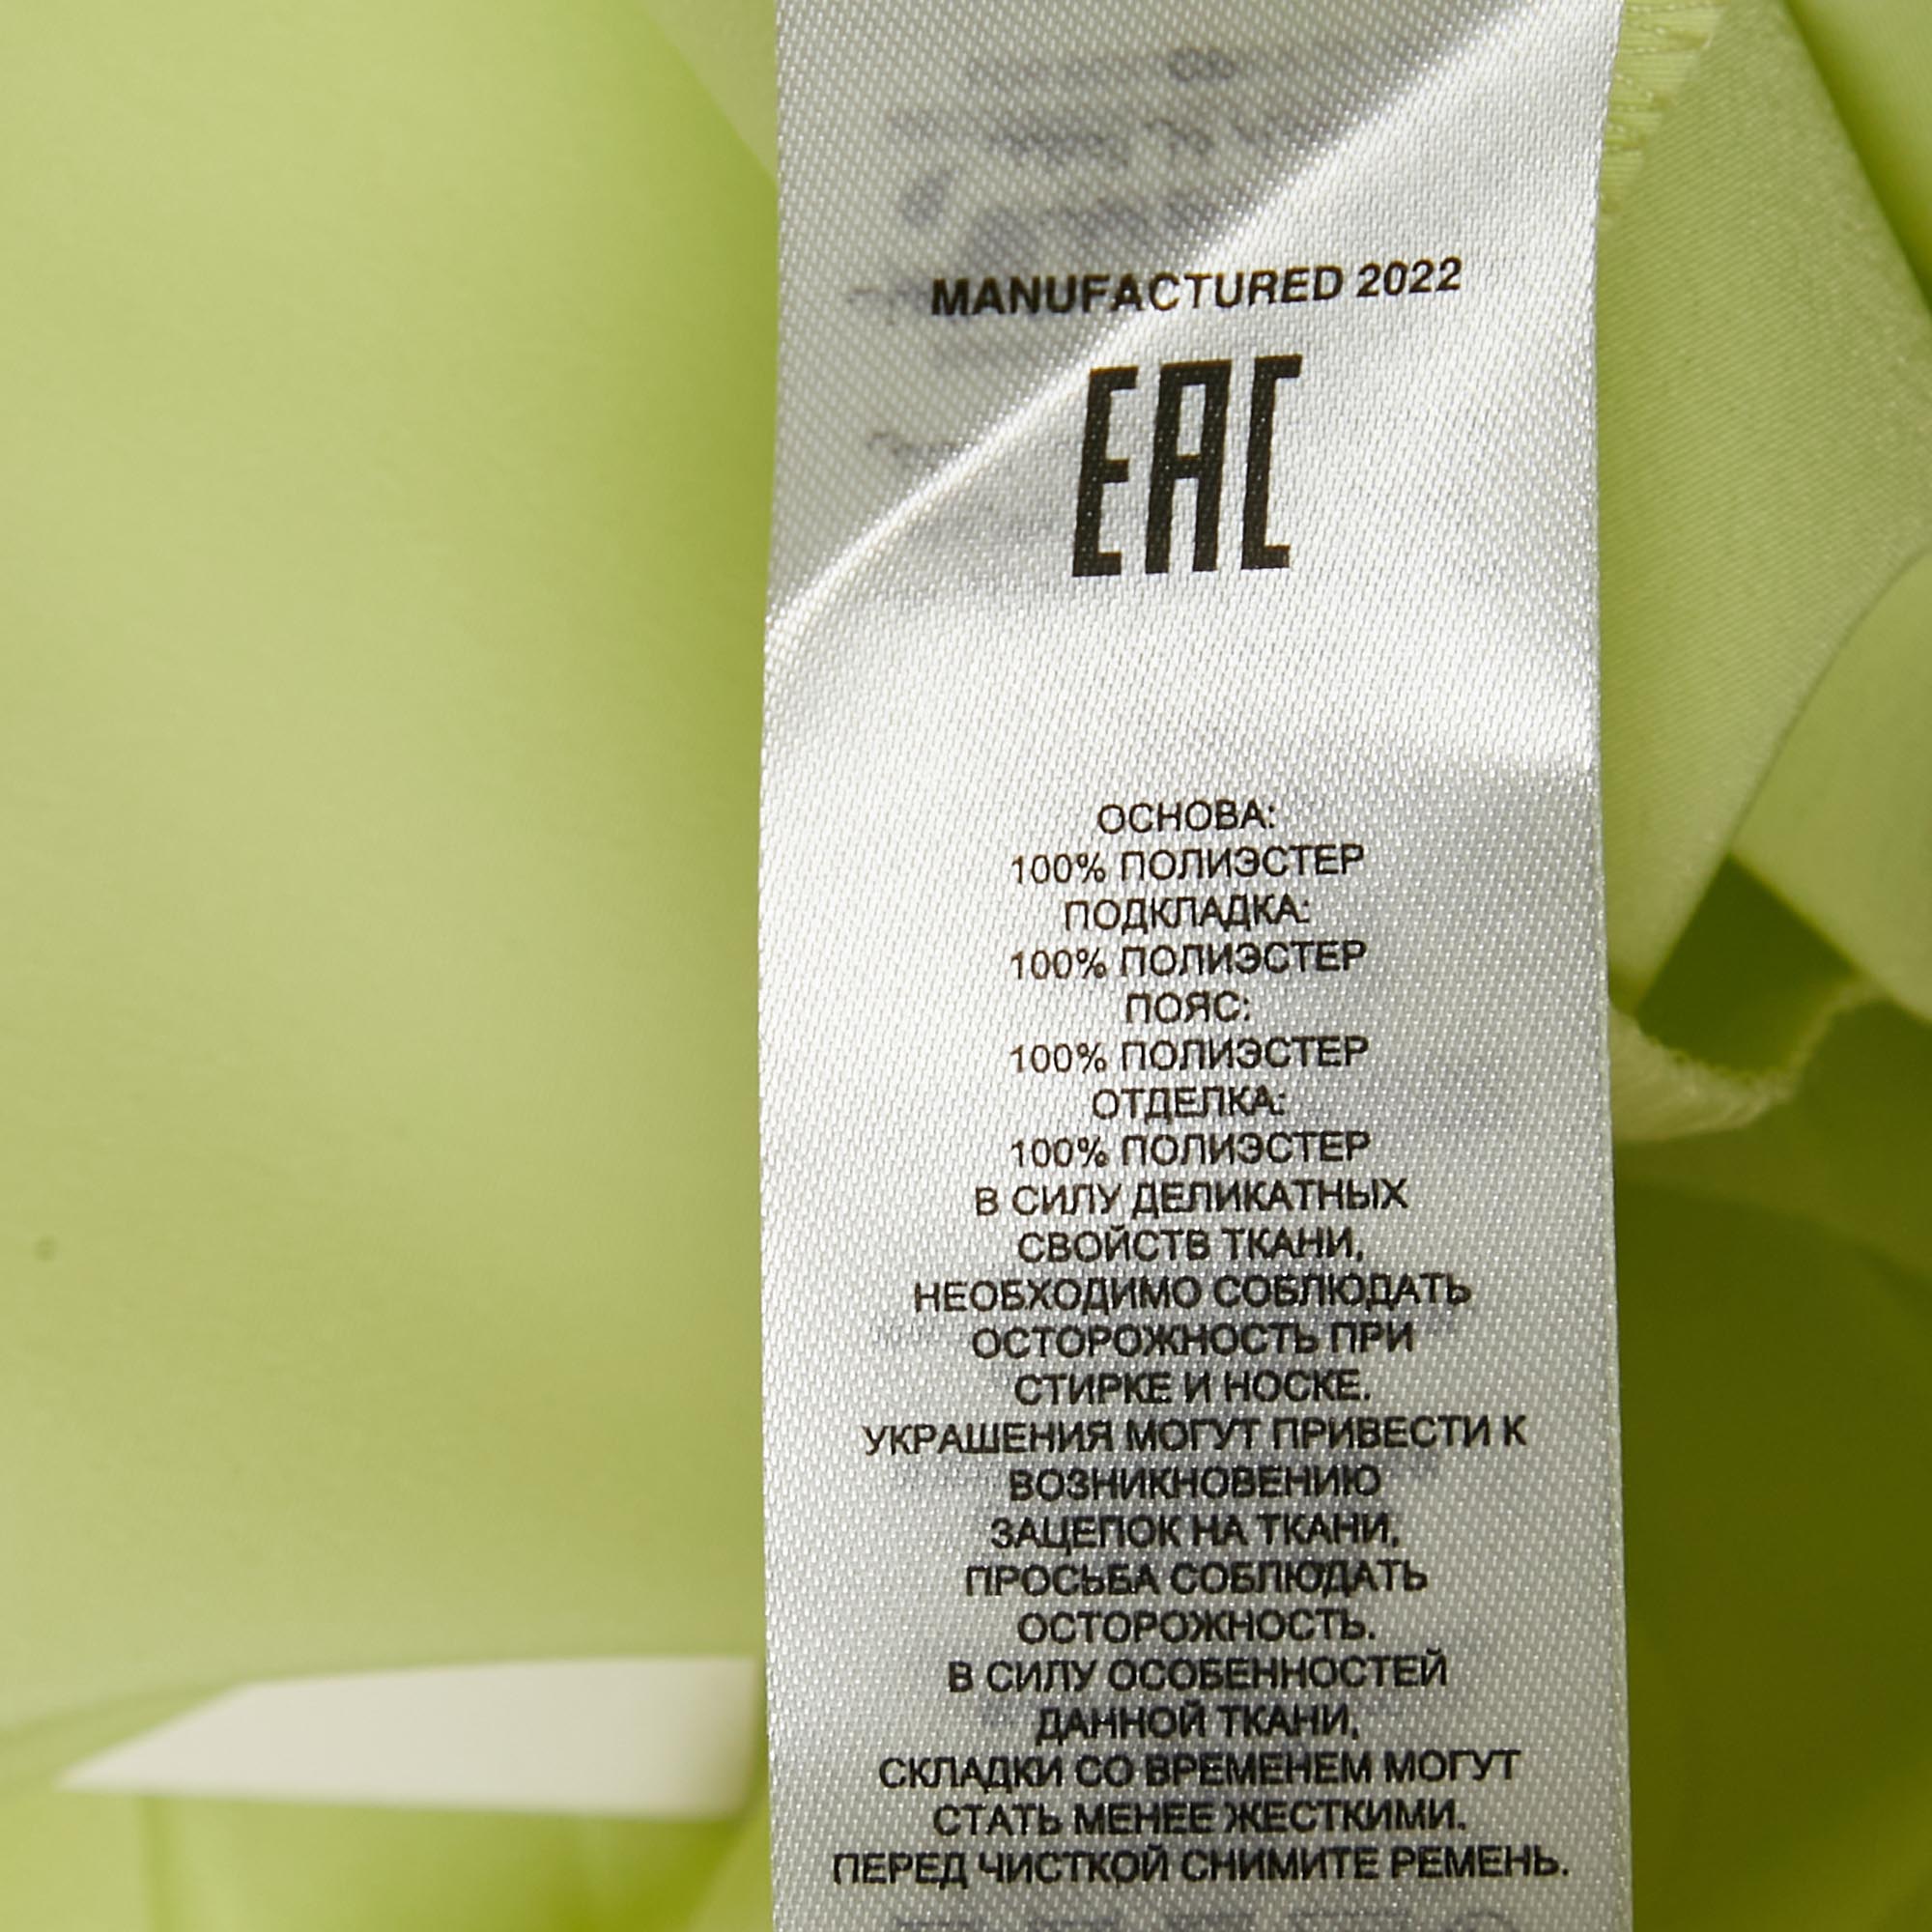 MANUFACTURED 2022
EAC
ОСНОВА:
100% ПОЛИЭСТЕР
ПОДКЛАДКА:
100% ПОЛИЭСТЕР
ПОЯС:
100% ПОЛИЭСТЕР
ОТДЕЛКА:
100% ПОЛИЭСТЕР
В СИЛУ ДЕЛИКАТНЫХ
СВОЙСТВ ТКАНИ,
НЕОБХОДИМО СОБЛЮДАТЬ
ОСТОРОЖНОСТЬ ПРИ
СТИРКЕ И НОСКЕ.
УКРАШЕНИЯ МОГУТ ПРИВЕСТИ К
ВОЗНИКНОВЕНИЮ
ЗАЦЕПОК НА ТКАНИ,
ПРОСЬБА СОБЛЮДАТЬ
ОСТОРОЖНОСТЬ.
В СИЛУ ОСОБЕННОСТЕЙ
ДАННОЙ ТКАНИ,
СКЛАДКИ СО ВРЕМЕНЕМ МОГУТ
СТАТЬ МЕНЕЕ ЖЕСТКИМИ.
ПЕРЕД ЧИСТКОЙ СНИМИТЕ РЕМЕНЬ.